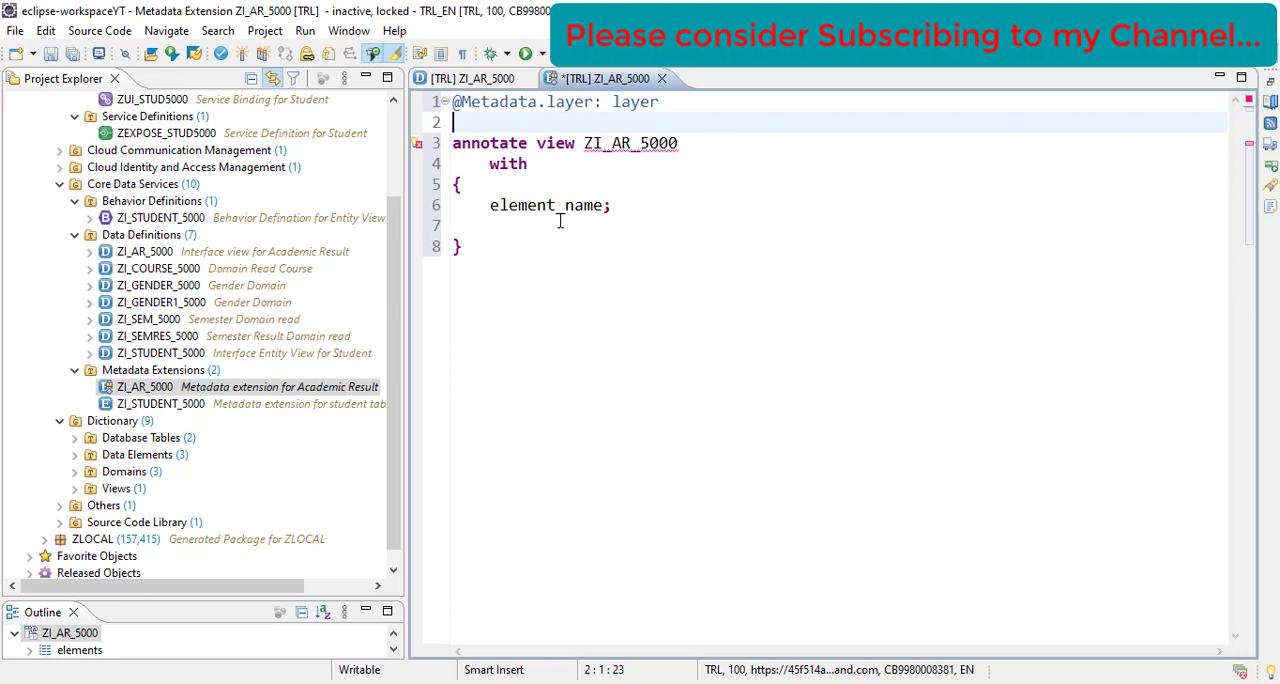 eclipse-workspaceYT - Metadata Extension ZI_AR_5000 [TRL] - inactive, locked - TRL_EN [TRL, 100, CB9980
Please consider Subscribing to my Channel...
File Edit Source Code Navigate Search Project Run Window Help
Project Explorer
[TRL] ZI_AR_5000
*[TRL] ZI_AR_5000
ZUI_STUD5000 Service Binding for Student
Service Definitions (1)
ZEXPOSE_STUD5000 Service Definition for Student
Cloud Communication Management (1)
Cloud Identity and Access Management (1)
Core Data Services (10)
Behavior Definitions (1)
ZI_STUDENT_5000 Behavior Defination for Entity View
Data Definitions (7)
ZI_AR_5000 Interface view for Academic Result
ZI_COURSE_5000 Domain Read Course
ZI_GENDER_5000 Gender Domain
ZI_GENDER1_5000 Gender Domain
ZI_SEM_5000 Semester Domain read
ZI_SEMRES_5000 Semester Result Domain read
ZI_STUDENT_5000 Interface Entity View for Student
Metadata Extensions (2)
ZI_AR_5000 Metadata extension for Academic Result
ZI_STUDENT_5000 Metadata extension for student tab
Dictionary (9)
Database Tables (2)
Data Elements (3)
Domains (3)
Views (1)
Others (1)
Source Code Library (1)
ZLOCAL (157,415) Generated Package for ZLOCAL
Favorite Objects
Released Objects
Outline
ZI_AR_5000
elements
1 @Metadata.layer: layer
2
3 annotate view ZI_AR_5000
4 with
5 {
6 element_name;
7
8 }
Writable
Smart Insert
2 : 1 : 23
TRL, 100, https://45f514a...and.com, CB9980008381, EN